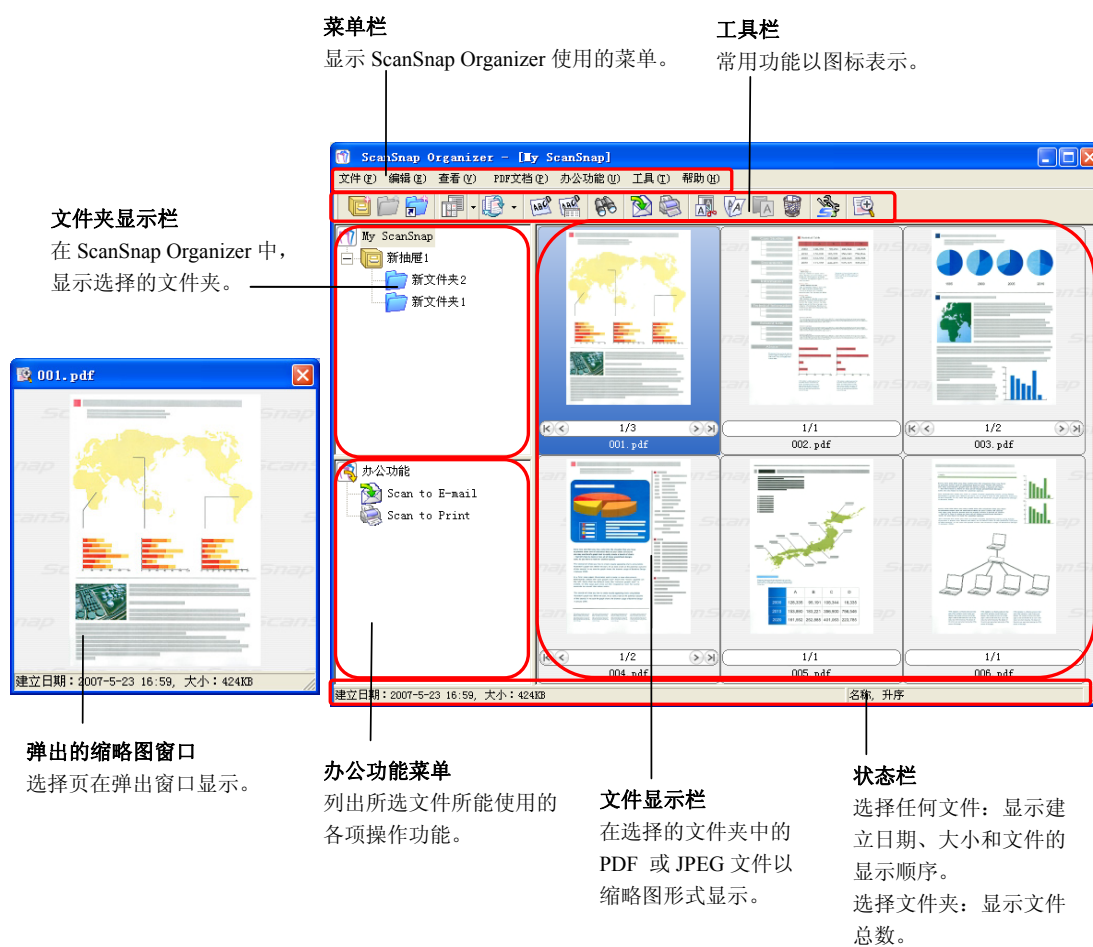 菜单栏
显示 ScanSnap Organizer 使用的菜单。
工具栏
常用功能以图标表示。
文件夹显示栏
在 ScanSnap Organizer 中，
显示选择的文件夹。
ScanSnap Organizer - [My ScanSnap]
文件(F) 编辑(E) 查看(V) PDF文档(P) 办公功能(U) 工具(T) 帮助(H)
My ScanSnap
新抽屉1
新文件夹2
新文件夹1
办公功能
Scan to E-mail
Scan to Print
1/3
001.pdf
1/1
002.pdf
1/2
003.pdf
1/2
004.pdf
1/1
005.pdf
1/1
006.pdf
建立日期：2007-5-23 16:59, 大小：424KB
名称, 升序
001.pdf
建立日期：2007-5-23 16:59, 大小：424KB
弹出的缩略图窗口
选择页在弹出窗口显示。
办公功能菜单
列出所选文件所能使用的
各项操作功能。
文件显示栏
在选择的文件夹中的
PDF 或 JPEG 文件以
缩略图形式显示。
状态栏
选择任何文件：显示建
立日期、大小和文件的
显示顺序。
选择文件夹：显示文件
总数。